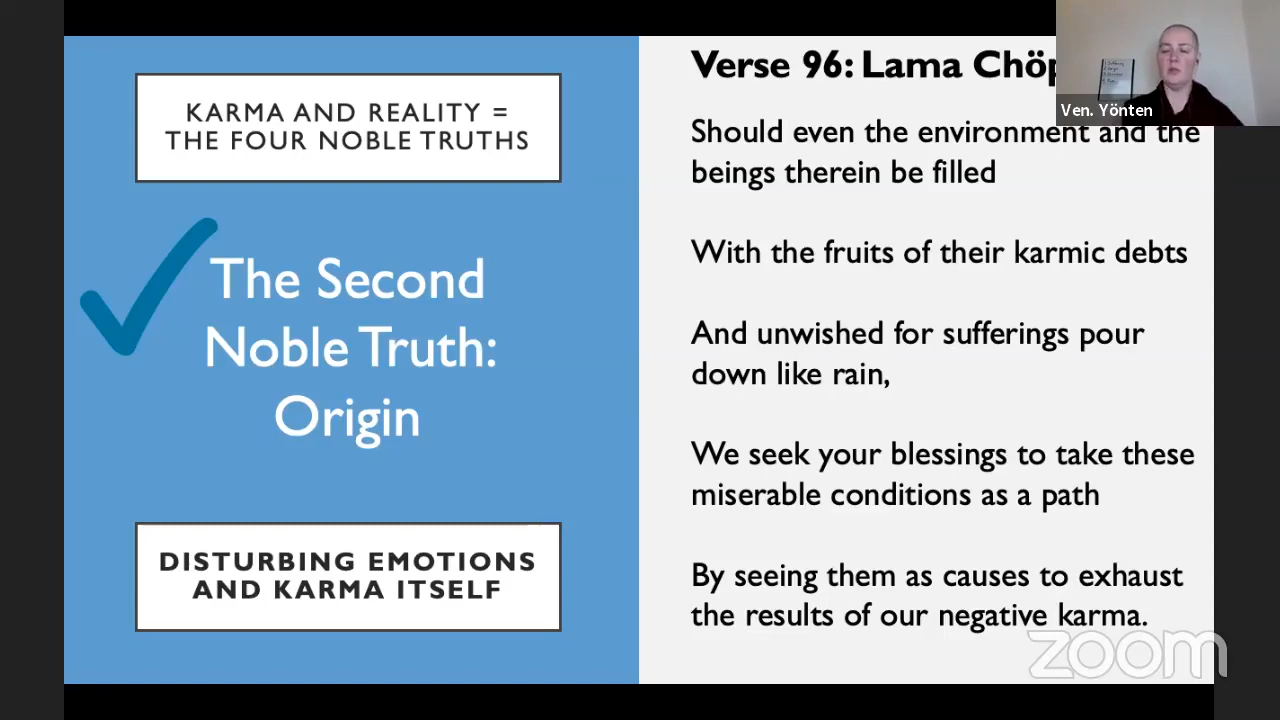 KARMA AND REALITY =
THE FOUR NOBLE TRUTHS
The Second
Noble Truth:
Origin
DISTURBING EMOTIONS
AND KARMA ITSELF
Verse 96: Lama
Should even the environment and the
beings therein be filled
With the fruits of their karmic debts
And unwished for sufferings pour
down like rain,
We seek your blessings to take these
miserable conditions as a path
By seeing them as causes to exhaust
the results of our negative karma.
Ven. Yönten
zoom